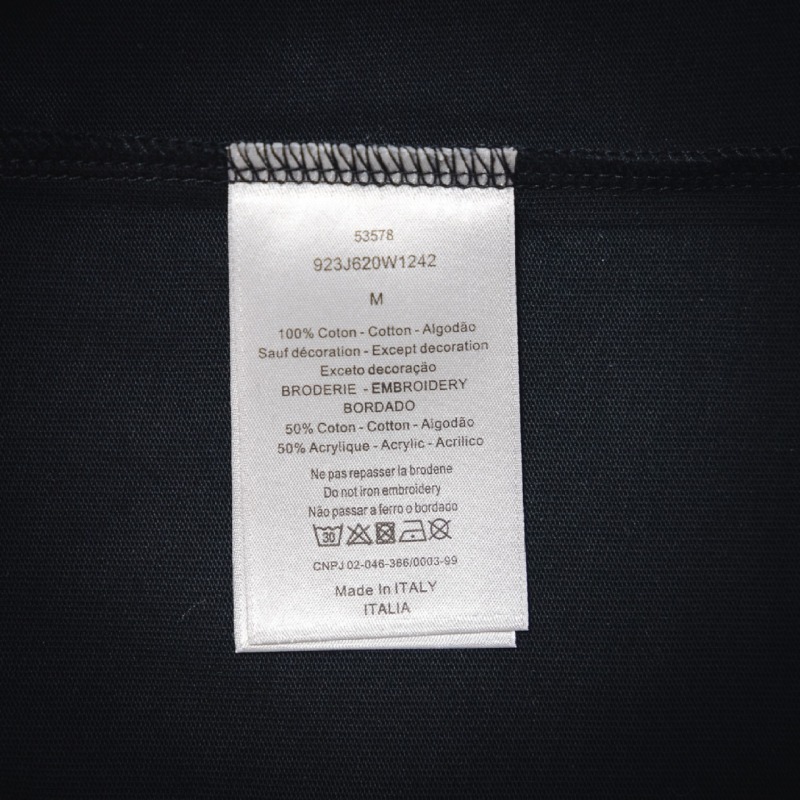 53578
923J620W1242
M
100% Coton - Cotton - Algodão
Sauf décoration - Except decoration
Exceto decoração
BRODERIE - EMBROIDERY
BORDADO
50% Coton - Cotton - Algodão
50% Acrylique - Acrylic - Acrilico
Ne pas repasser la brodene
Do not iron embroidery
Não passar a ferro o bordado
30
CNPJ 02-046-386/0003-99
Made In ITALY
ITALIA